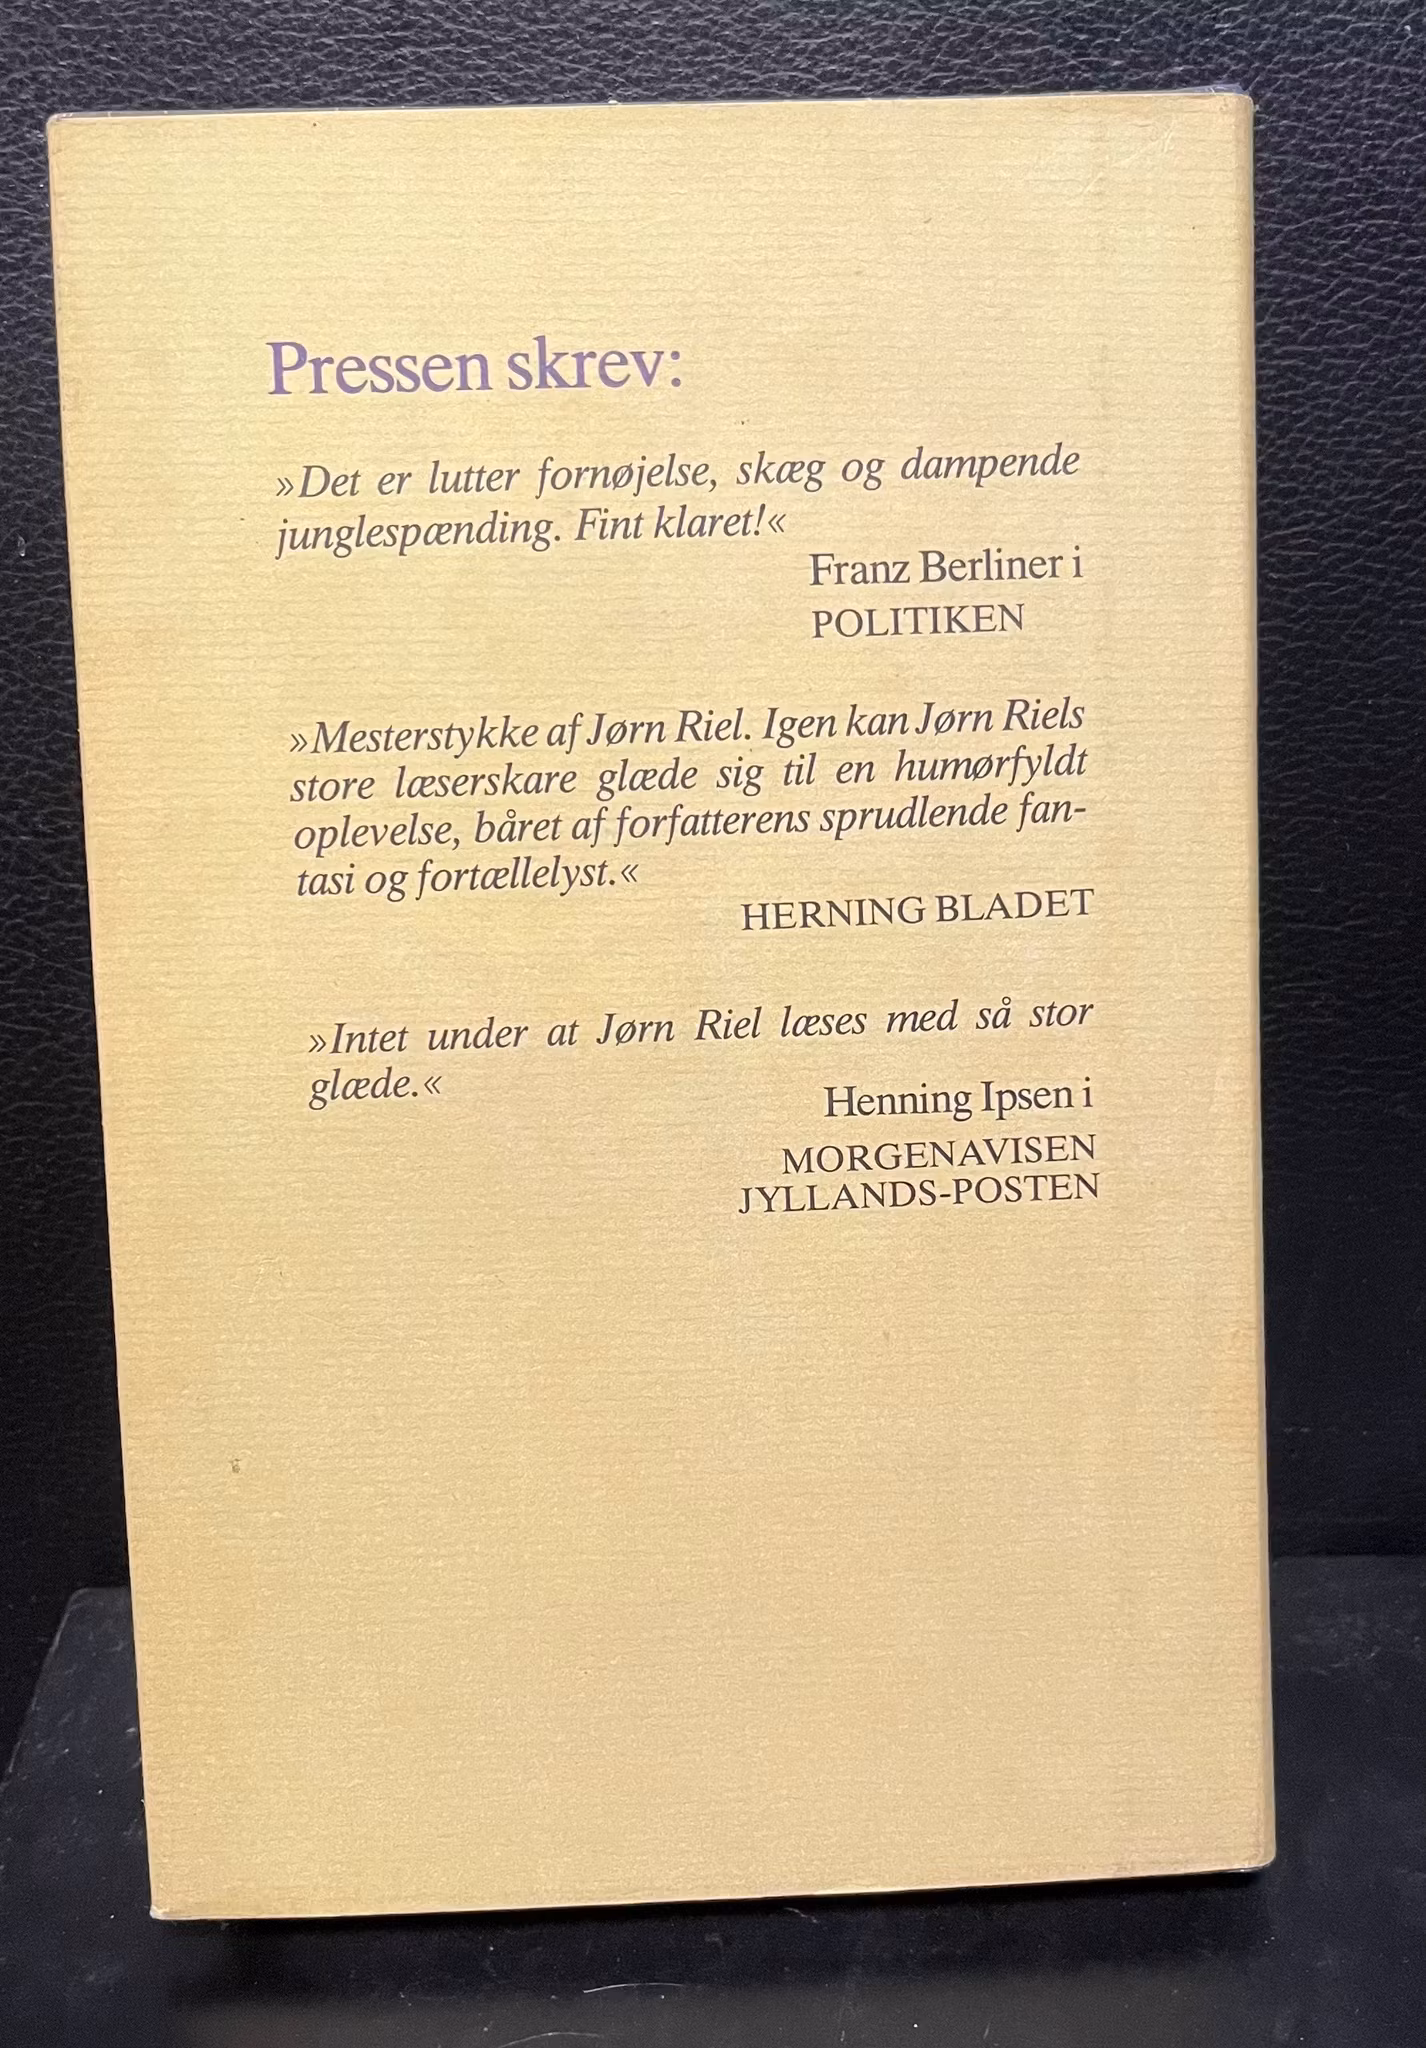 Pressen skrev:
»Det er lutter fornøjelse, skæg og dampende
junglespænding. Fint klaret!«
Franz Berliner i
POLITIKEN
»Mesterstykke af Jørn Riel. Igen kan Jørn Riels
store læserskare glæde sig til en humørfyldt
oplevelse, båret af forfatterens sprudlende fan-
tasi og fortællelyst.«
HERNING BLADET
»Intet under at Jørn Riel læses med så stor
glæde.«
Henning Ipsen i
MORGENAVISEN
JYLLANDS-POSTEN